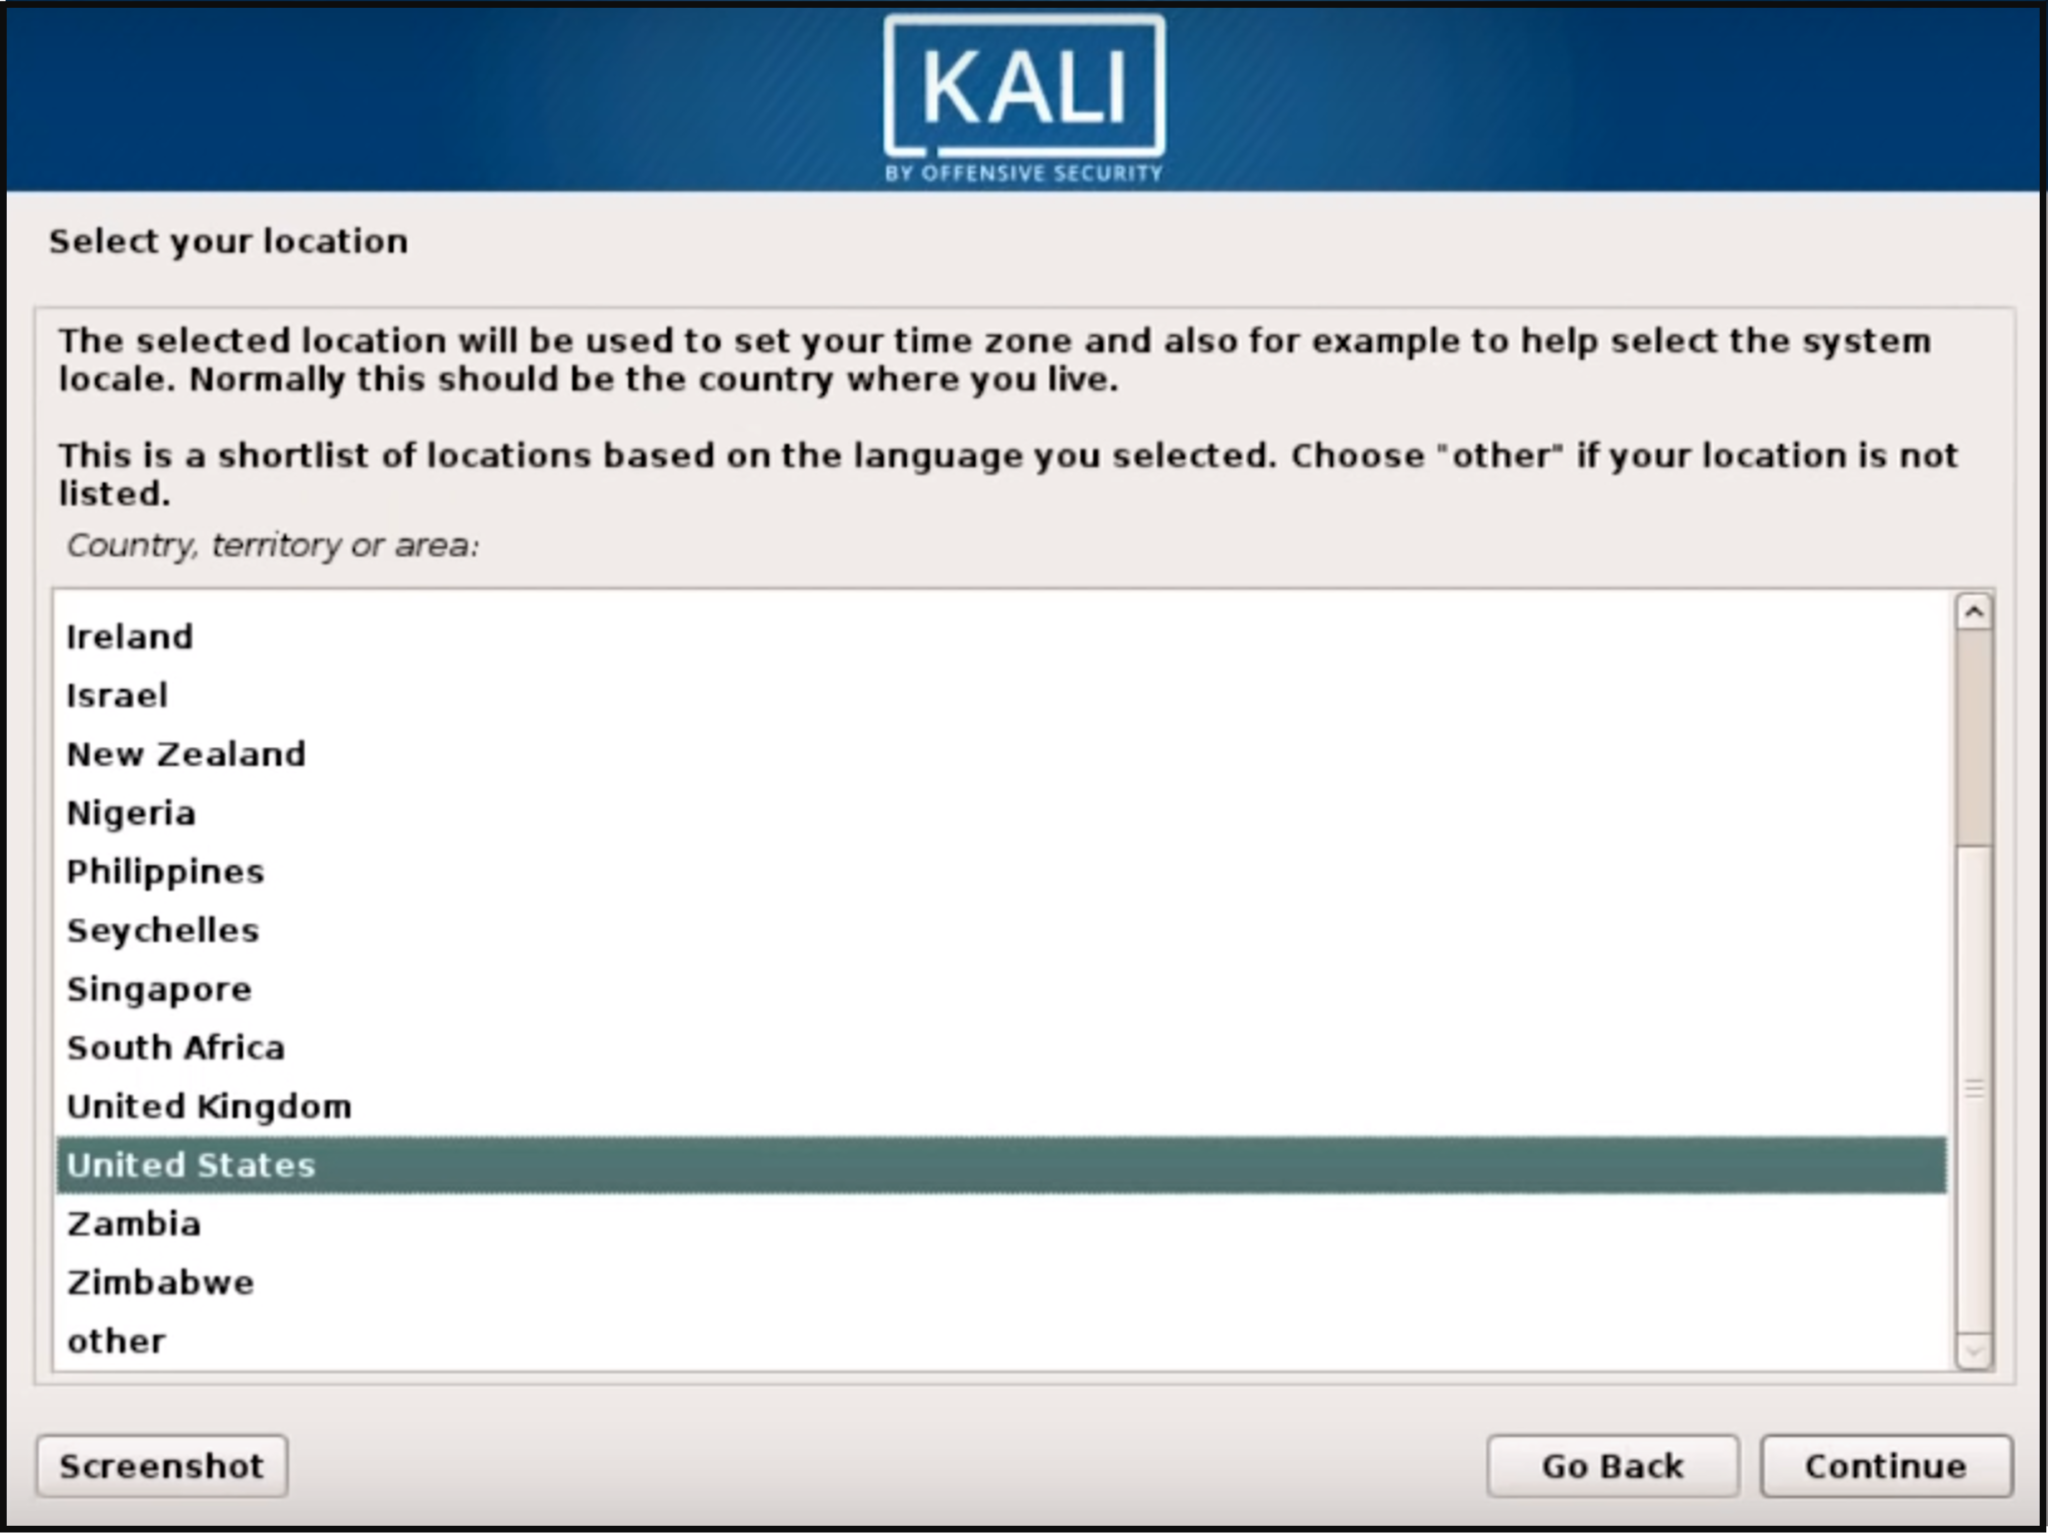 KALI
BY OFFENSIVE SECURITY
Select your location
The selected location will be used to set your time zone and also for example to help select the system
locale. Normally this should be the country where you live.
This is a shortlist of locations based on the language you selected. Choose "other" if your location is not
listed.
Country, territory or area:
Ireland
Israel
New Zealand
Nigeria
Philippines
Seychelles
Singapore
South Africa
United Kingdom
United States
Zambia
Zimbabwe
other
Screenshot
Go Back
Continue